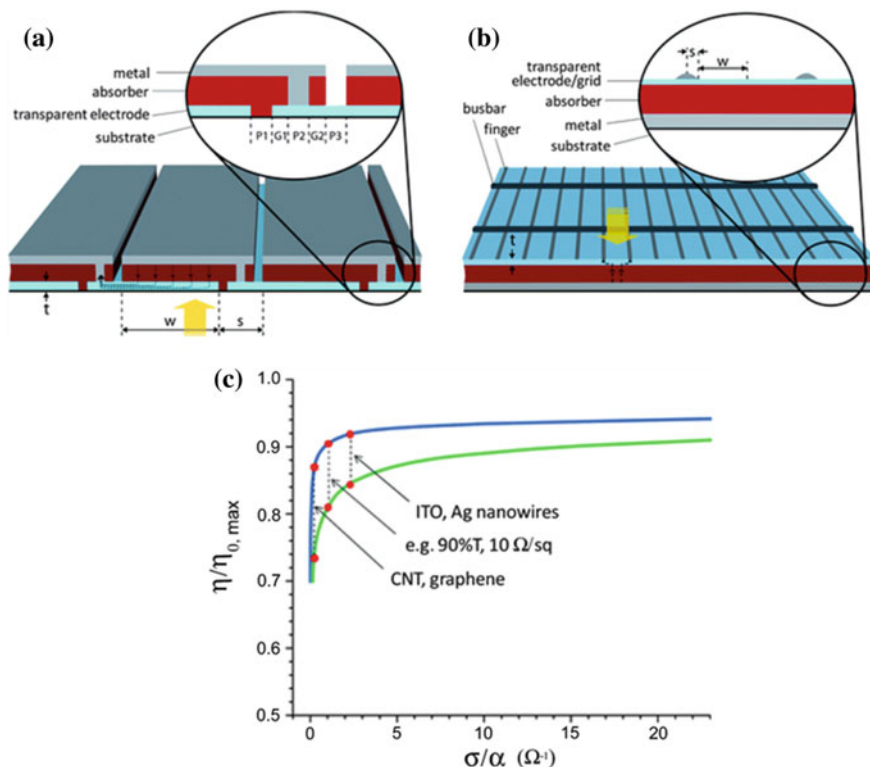 (a)
metal
absorber
transparent electrode
substrate
P1 G1 P2 G2 P3
t
w
s
(b)
transparent
electrode/grid
absorber
metal
substrate
busbar
finger
s
w
t
(c)
1.0
0.9
0.8
0.7
0.6
0.5
η/η0, max
ITO, Ag nanowires
e.g. 90%T, 10 Ω/sq
CNT, graphene
0 5 10 15 20
σ/α (Ω-1)